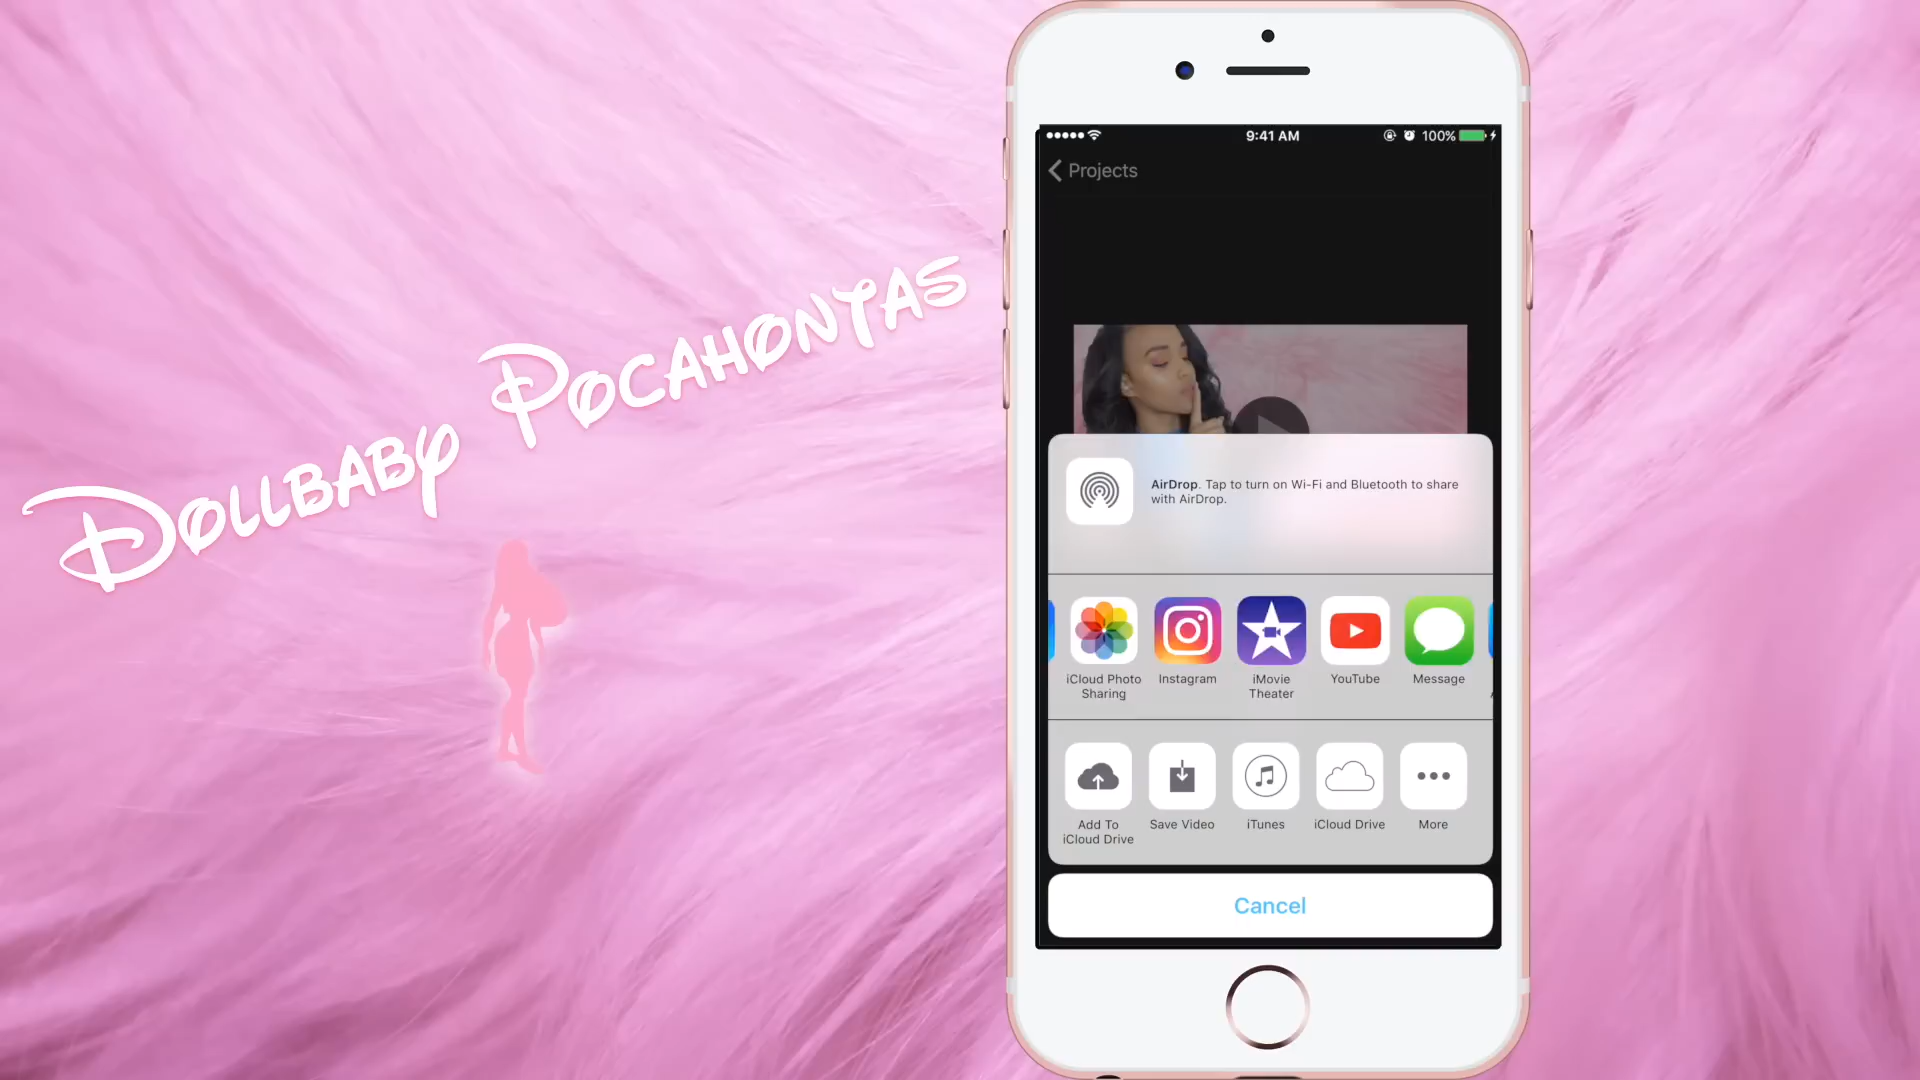 Dollbaby Pocahontas
9:41 AM
100%
Projects
AirDrop. Tap to turn on Wi-Fi and Bluetooth to share
with AirDrop.
iCloud Photo
Sharing
Instagram
iMovie
Theater
YouTube
Message
Add To
iCloud Drive
Save Video
iTunes
iCloud Drive
More
Cancel